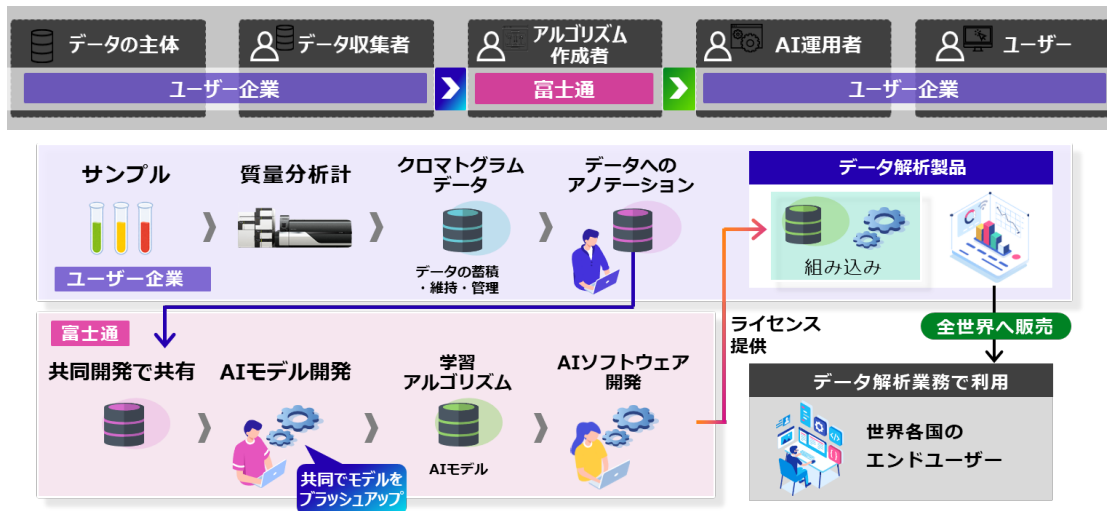 データの主体
データ収集者
アルゴリズム
作成者
AI運用者
ユーザー
ユーザー企業
富士通
ユーザー企業
サンプル
質量分析計
クロマトグラム
データ
データへの
アノテーション
データ解析製品
ユーザー企業
データの蓄積
・維持・管理
組み込み
富士通
共同開発で共有
AIモデル開発
学習
アルゴリズム
AIソフトウェア
開発
AIモデル
共同でモデルを
ブラッシュアップ
ライセンス
提供
全世界へ販売
データ解析業務で利用
世界各国の
エンドユーザー